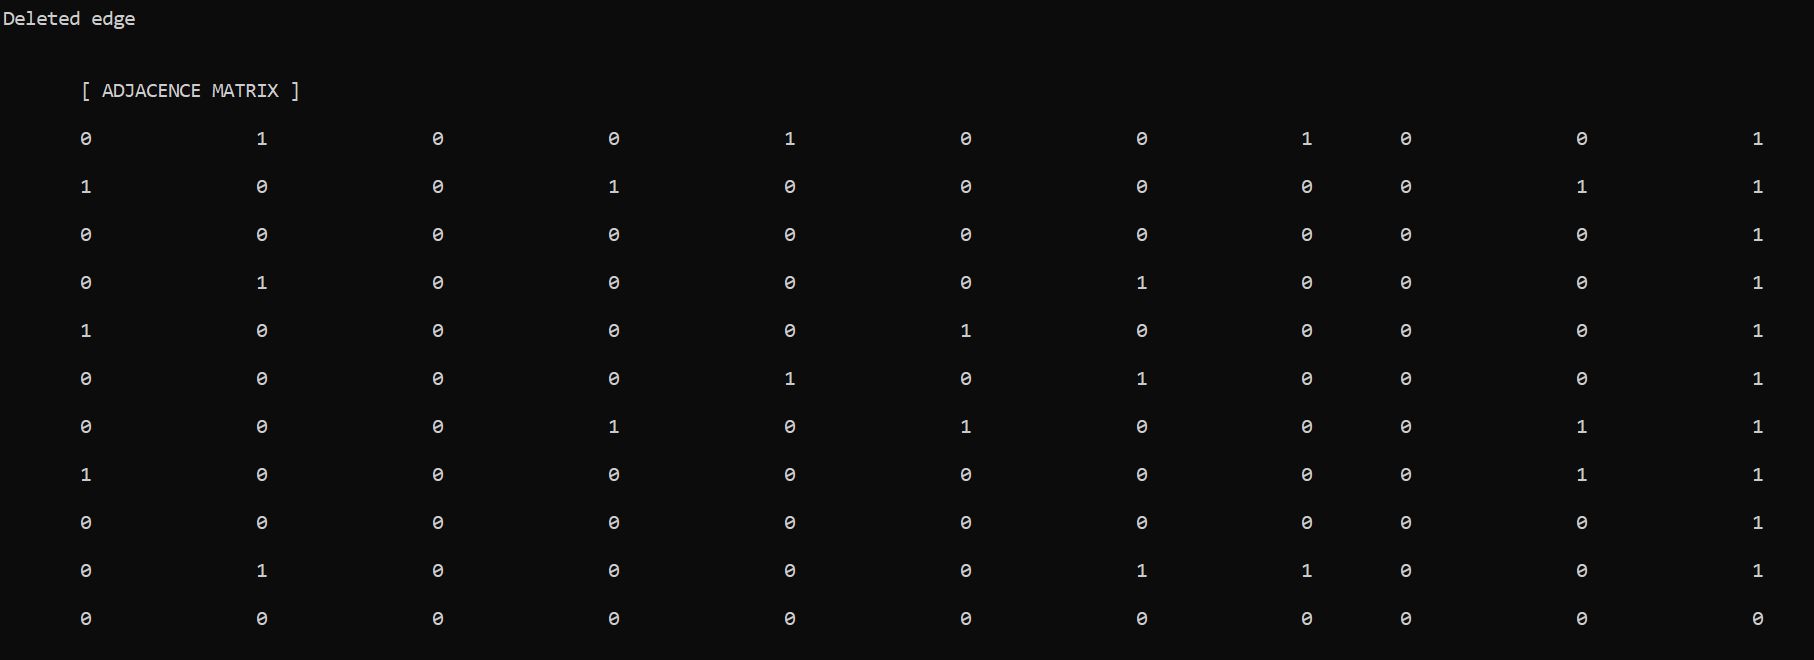 Deleted edge
[ ADJACENCE MATRIX ]
0 1 0 0 1 0 0 1 0 0 1
1 0 0 1 0 0 0 0 0 1 1
0 0 0 0 0 0 0 0 0 0 1
0 1 0 0 0 0 1 0 0 0 1
1 0 0 0 0 1 0 0 0 0 1
0 0 0 0 1 0 1 0 0 0 1
0 0 0 1 0 1 0 0 0 1 1
1 0 0 0 0 0 0 0 0 1 1
0 0 0 0 0 0 0 0 0 0 1
0 1 0 0 0 0 1 1 0 0 1
0 0 0 0 0 0 0 0 0 0 0